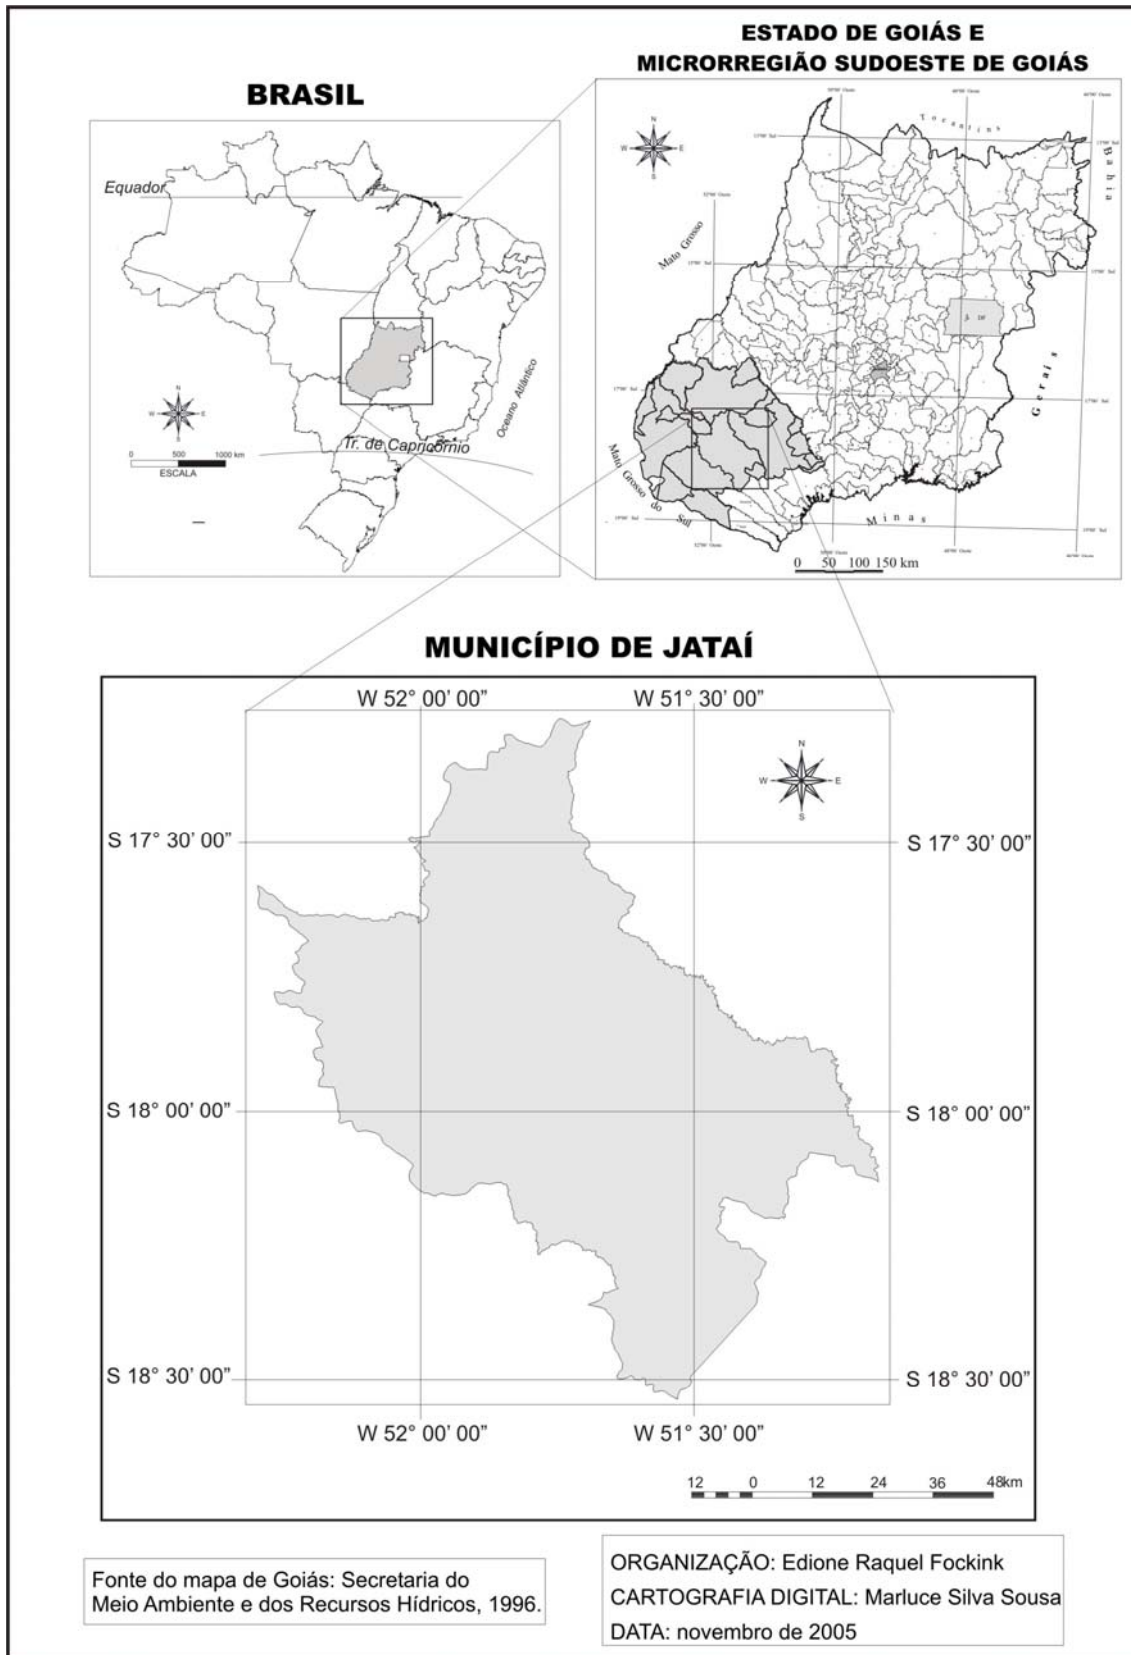 BRASIL
Equador
Oceano Atlântico
Tr. de Capricórnio
N
W E
S
0 500 1000 km
ESCALA
ESTADO DE GOIÁS E
MICRORREGIÃO SUDOESTE DE GOIÁS
N
W E
S
Tocantins
Bahia
Mato Grosso
DF
Gerais
Mato Grosso do Sul
Minas
0 50 100 150 km
MUNICÍPIO DE JATAÍ
W 52° 00’ 00” W 51° 30’ 00”
N
W E
S
S 17° 30’ 00” S 17° 30’ 00”
S 18° 00’ 00” S 18° 00’ 00”
S 18° 30’ 00” S 18° 30’ 00”
W 52° 00’ 00” W 51° 30’ 00”
12 0 12 24 36 48km
Fonte do mapa de Goiás: Secretaria do
Meio Ambiente e dos Recursos Hídricos, 1996.
ORGANIZAÇÃO: Edione Raquel Fockink
CARTOGRAFIA DIGITAL: Marluce Silva Sousa
DATA: novembro de 2005